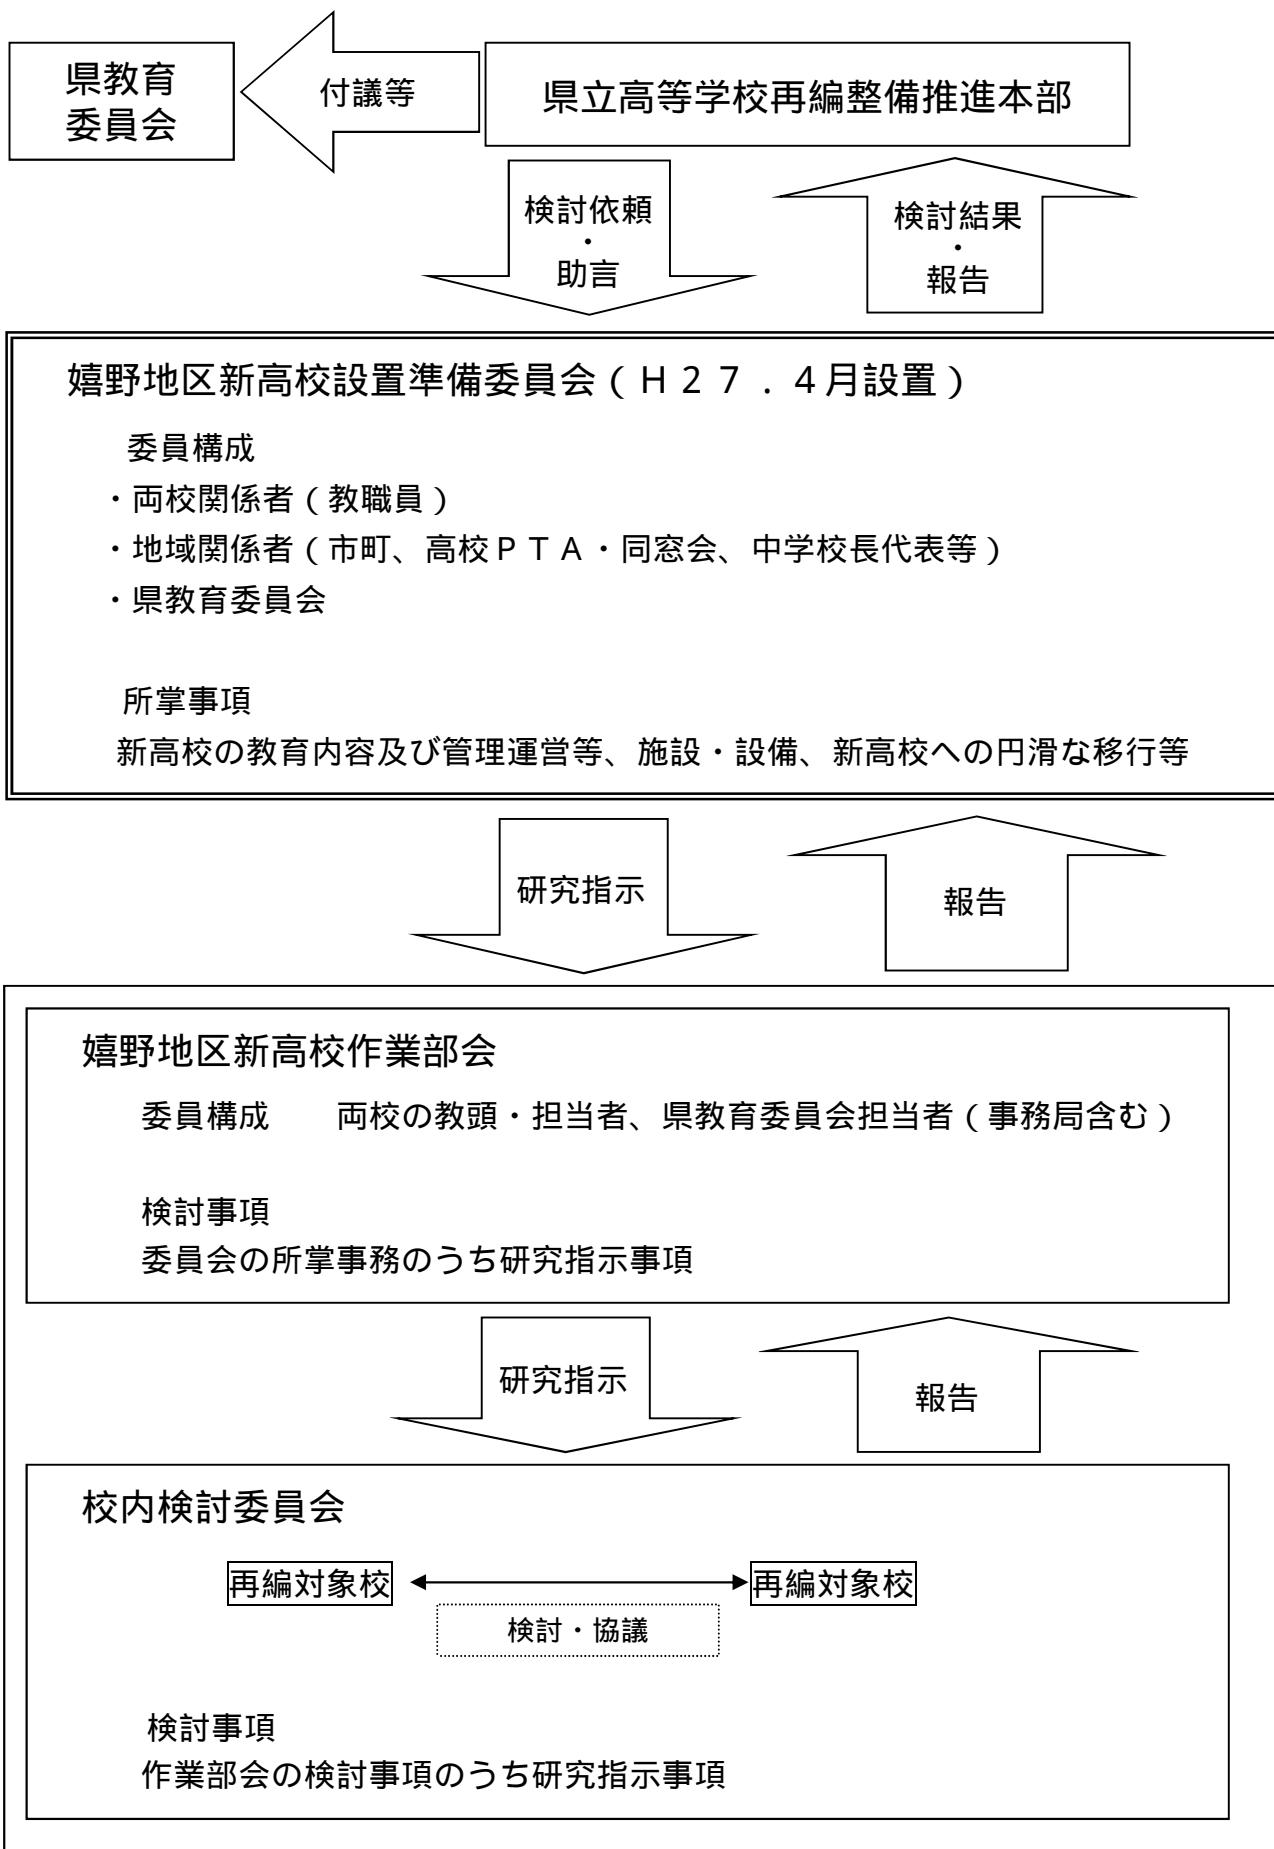 県教育
委員会
付議等
県立高等学校再編整備推進本部
検討依頼
・
助言
検討結果
・
報告
嬉野地区新高校設置準備委員会(H27.4月設置)
委員構成
・両校関係者(教職員)
・地域関係者(市町、高校PTA・同窓会、中学校長代表等)
・県教育委員会
所掌事項
新高校の教育内容及び管理運営等、施設・設備、新高校への円滑な移行等
研究指示
報告
嬉野地区新高校作業部会
委員構成　両校の教頭・担当者、県教育委員会担当者(事務局含む)
検討事項
委員会の所掌事務のうち研究指示事項
研究指示
報告
校内検討委員会
再編対象校
再編対象校
検討・協議
検討事項
作業部会の検討事項のうち研究指示事項